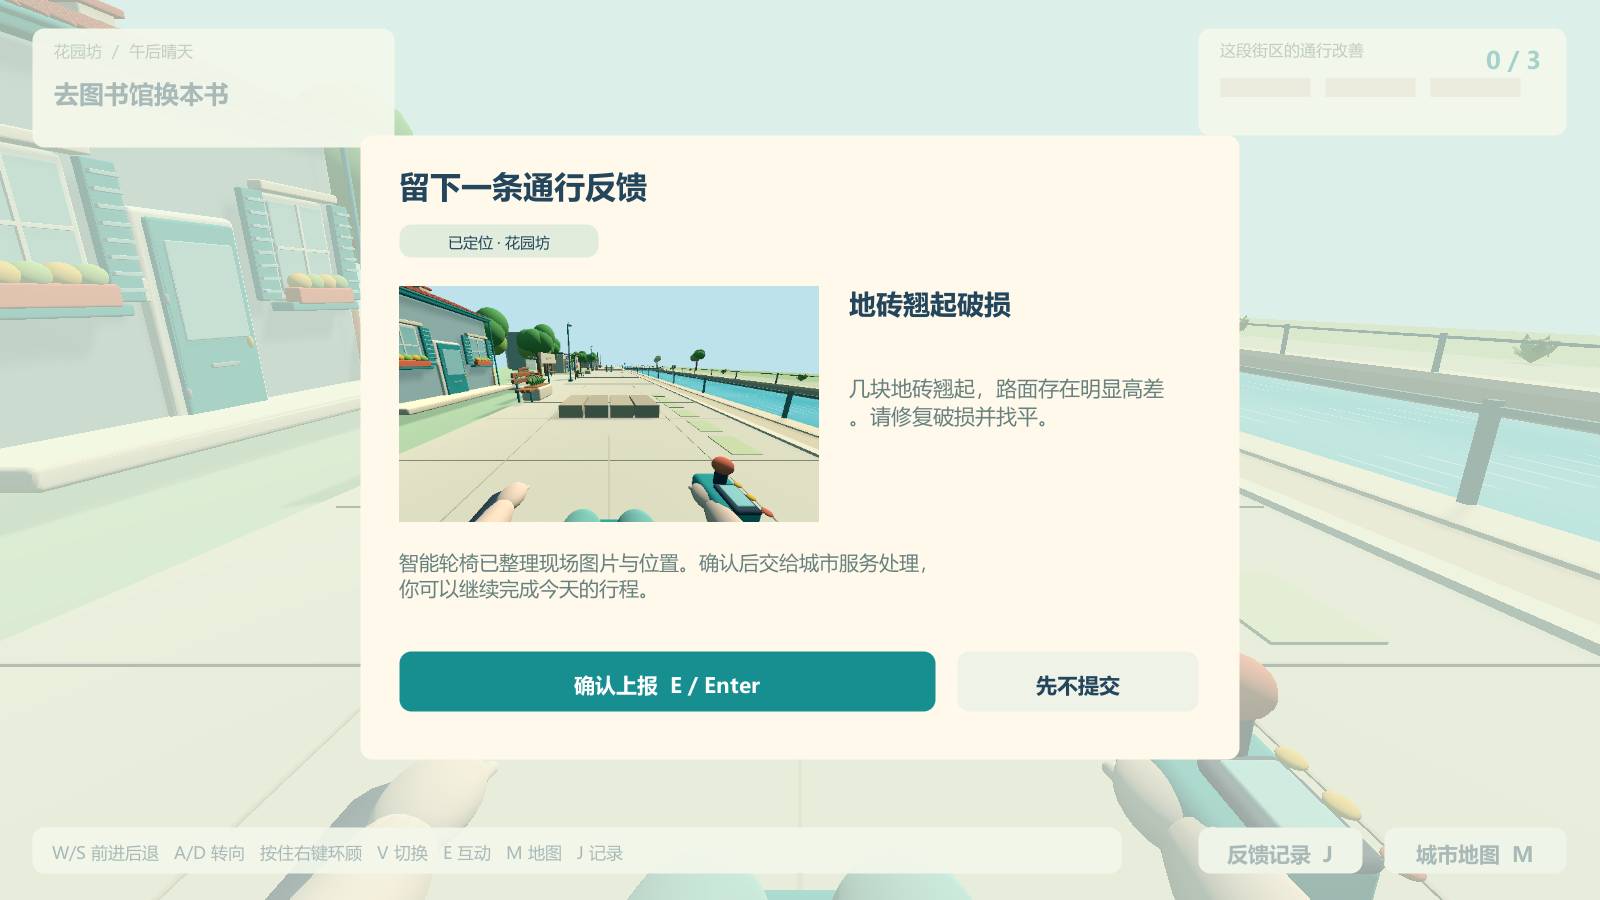 花园坊 / 午后晴天
去图书馆换本书
这段街区的通行改善
0 / 3
留下一条通行反馈
已定位 · 花园坊
地砖翘起破损
几块地砖翘起，路面存在明显高差
。请修复破损并找平。
智能轮椅已整理现场图片与位置。确认后交给城市服务处理，
你可以继续完成今天的行程。
确认上报 E / Enter
先不提交
W/S 前进后退 A/D 转向 按住右键环顾 V 切换 E 互动 M 地图 J 记录
反馈记录 J
城市地图 M